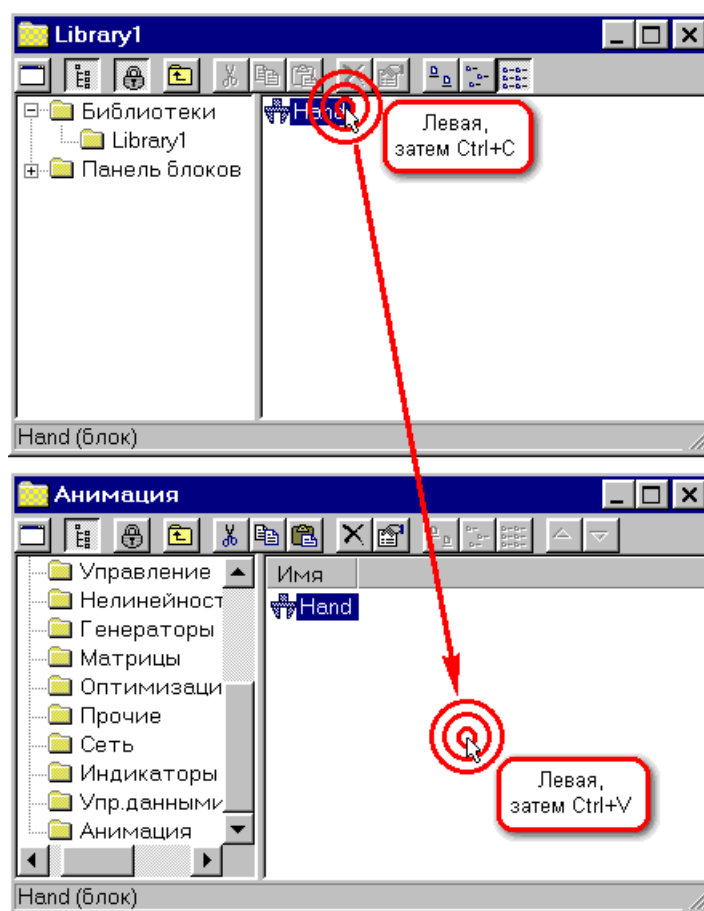 Library1
Библиотеки
Library1
Панель блоков
Hand
Левая,
затем Ctrl+C
Hand (блок)
Анимация
Управление
Нелинейност
Генераторы
Матрицы
Оптимизаци
Прочие
Сеть
Индикаторы
Упр.данными
Анимация
Имя
Hand
Левая,
затем Ctrl+V
Hand (блок)